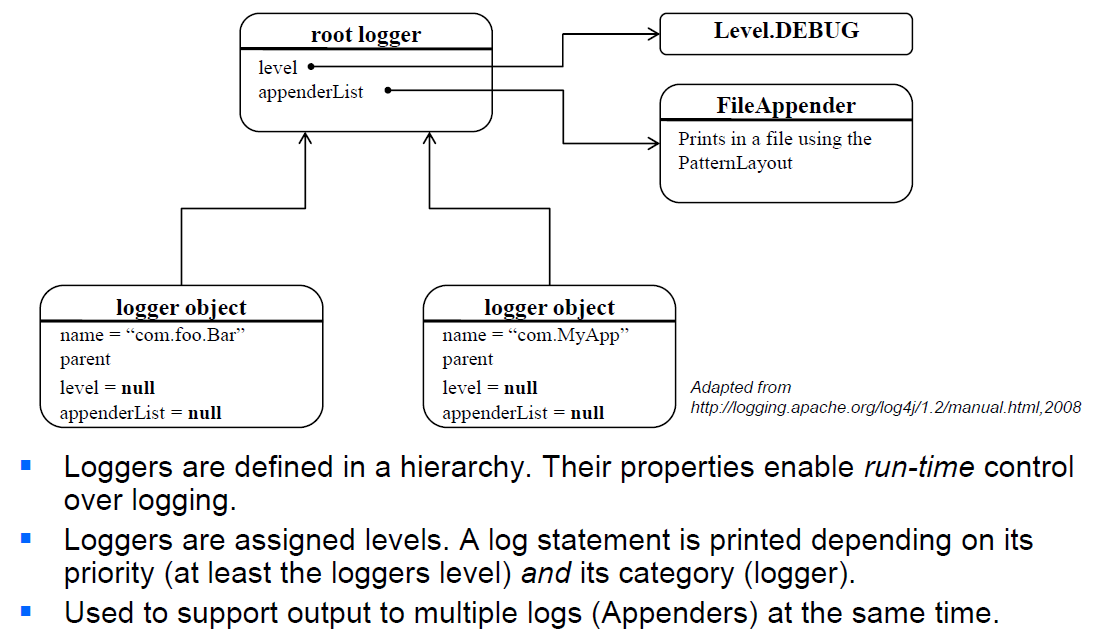 root logger
level
appenderList
Level.DEBUG
FileAppender
Prints in a file using the
PatternLayout
logger object
name = “com.foo.Bar”
parent
level = null
appenderList = null
logger object
name = “com.MyApp”
parent
level = null
appenderList = null
Adapted from
http://logging.apache.org/log4j/1.2/manual.html,2008
Loggers are defined in a hierarchy. Their properties enable run-time control
over logging.
Loggers are assigned levels. A log statement is printed depending on its
priority (at least the loggers level) and its category (logger).
Used to support output to multiple logs (Appenders) at the same time.